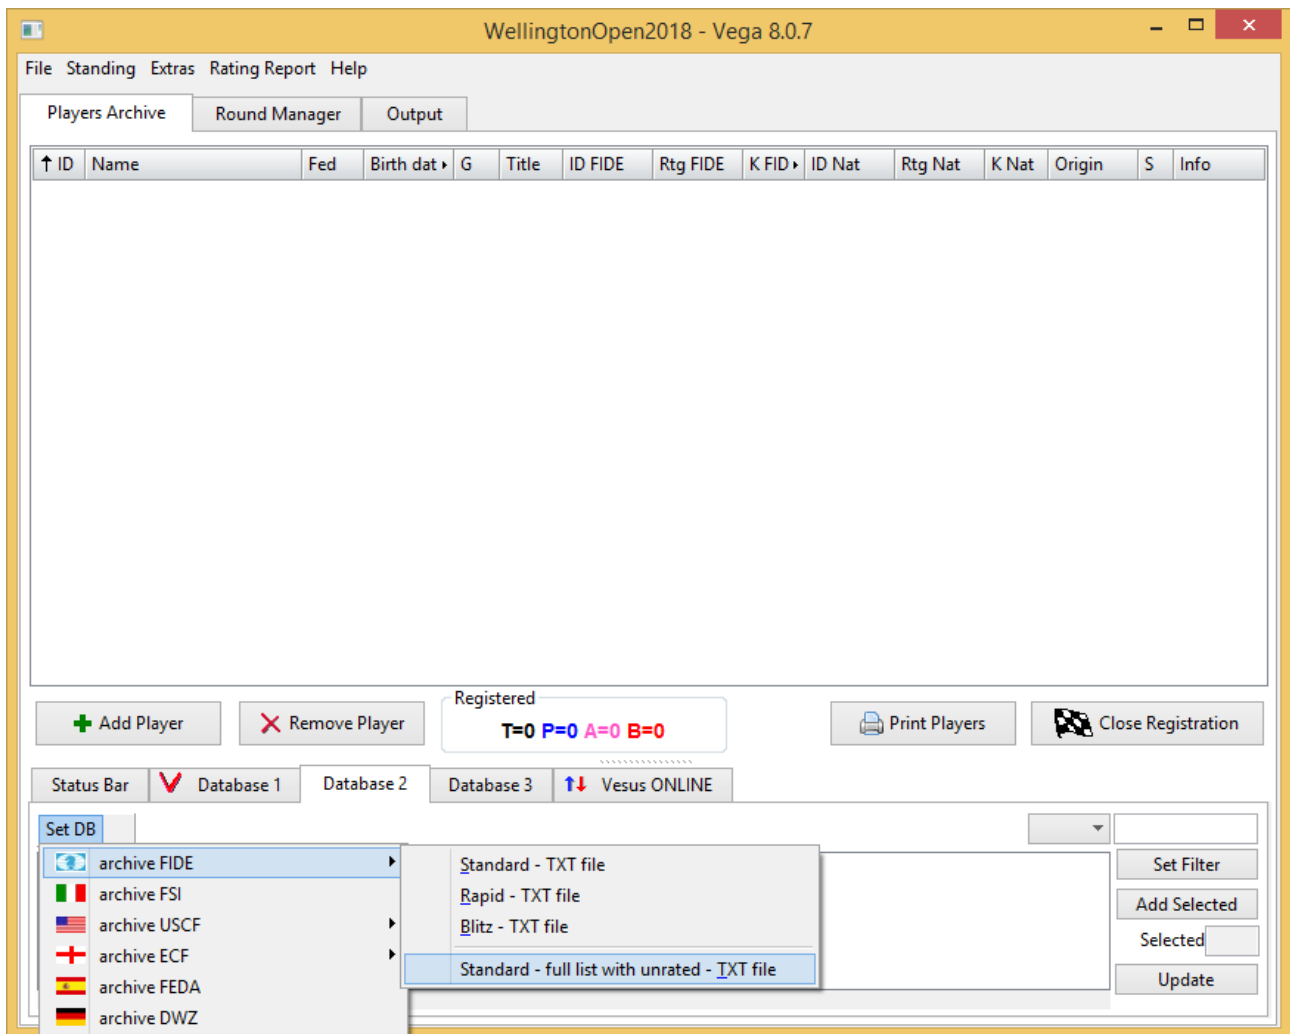 WellingtonOpen2018 - Vega 8.0.7
File Standing Extras Rating Report Help
Players Archive Round Manager Output
ID Name Fed Birth dat G Title ID FIDE Rtg FIDE K FID ID Nat Rtg Nat K Nat Origin S Info
Registered
Add Player Remove Player T=0 P=0 A=0 B=0 Print Players Close Registration
Status Bar Database 1 Database 2 Database 3 Vesus ONLINE
Set DB
archive FIDE Standard - TXT file Set Filter
archive FSI Rapid - TXT file Add Selected
archive USCF Blitz - TXT file Selected
archive ECF Standard - full list with unrated - TXT file
archive FEDA Update
archive DWZ